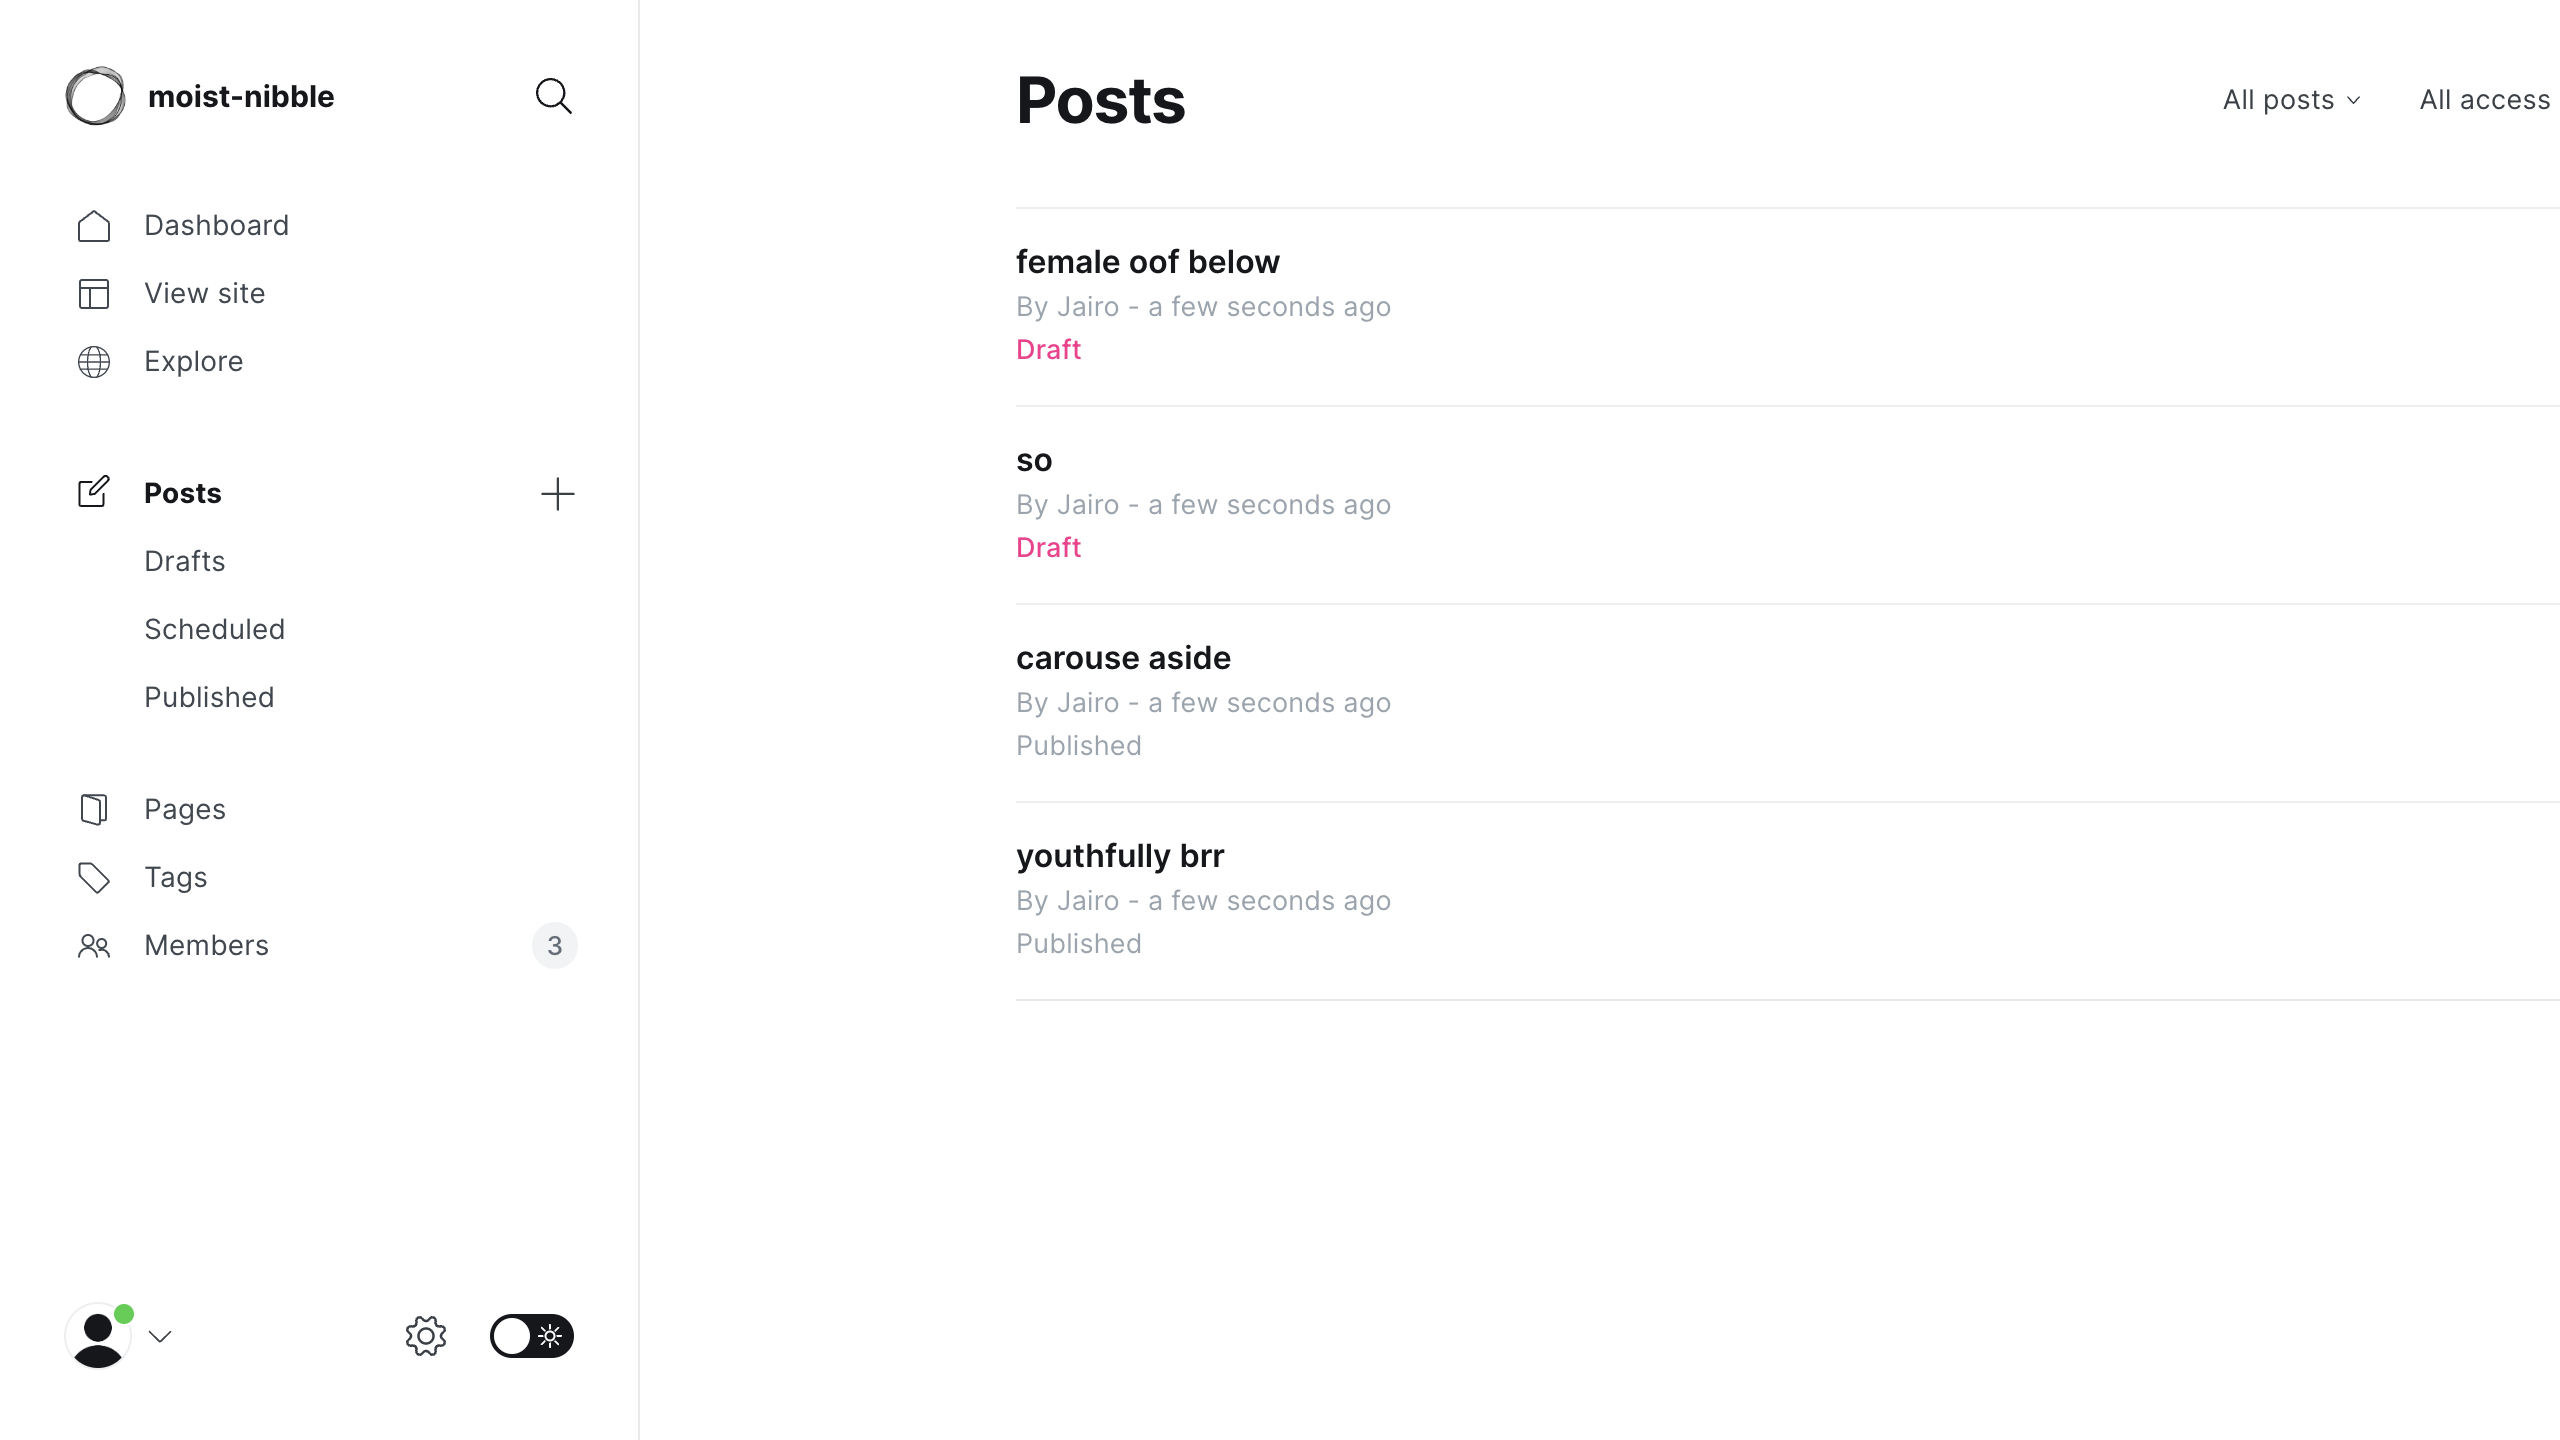 moist-nibble
Dashboard
View site
Explore
Posts
Drafts
Scheduled
Published
Pages
Tags
Members
3
Posts
All posts
All access
female oof below
By Jairo - a few seconds ago
Draft
so
By Jairo - a few seconds ago
Draft
carouse aside
By Jairo - a few seconds ago
Published
youthfully brr
By Jairo - a few seconds ago
Published